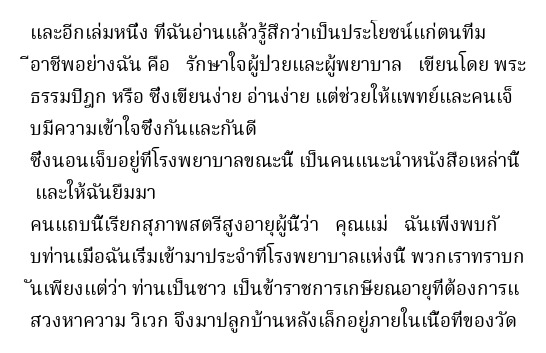 และอีกเล่มหนึ่ง ที่ฉันอ่านแล้วรู้สึกว่าเป็นประโยชน์แก่ตนที่ม
ีอาชีพอย่างฉัน คือ รักษาใจผู้ป่วยและผู้พยาบาล เขียนโดย พระ
ธรรมปิฎก หรือ ซึ่งเขียนง่าย อ่านง่าย แต่ช่วยให้แพทย์และคนเจ็
บมีความเข้าใจซึ่งกันและกันดี
ซึ่งนอนเจ็บอยู่ที่โรงพยาบาลขณะนี้ เป็นคนแนะนำหนังสือเหล่านี้
และให้ฉันยืมมา
คนแถบนี้เรียกสุภาพสตรีสูงอายุผู้นี้ว่า คุณแม่ ฉันเพิ่งพบกั
บท่านเมื่อฉันเริ่มเข้ามาประจำที่โรงพยาบาลแห่งนี้ พวกเราทราบก
ันเพียงแต่ว่า ท่านเป็นชาว เป็นข้าราชการเกษียณอายุที่ต้องการแ
สวงหาความ วิเวก จึงมาปลูกบ้านหลังเล็กอยู่ภายในเนื้อที่ของวัด